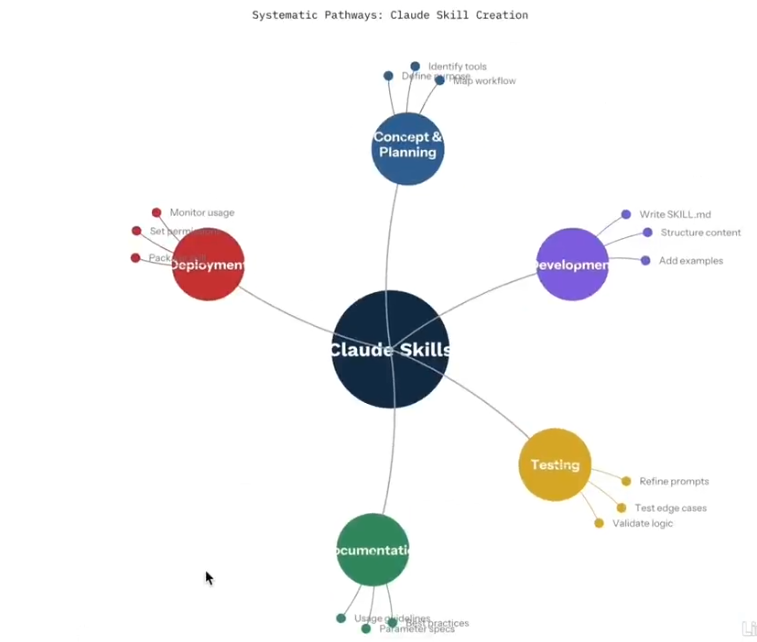 Systematic Pathways: Claude Skill Creation
Identify tools
Define purpose
Map workflow
Concept &
Planning
Monitor usage
Set permissions
Deployment
Write SKILL.md
Structure content
Development
Add examples
Claude Skills
Testing
Refine prompts
Test edge cases
Validate logic
ocumentatio
Usage guidelines
Best practices
Parameter specs